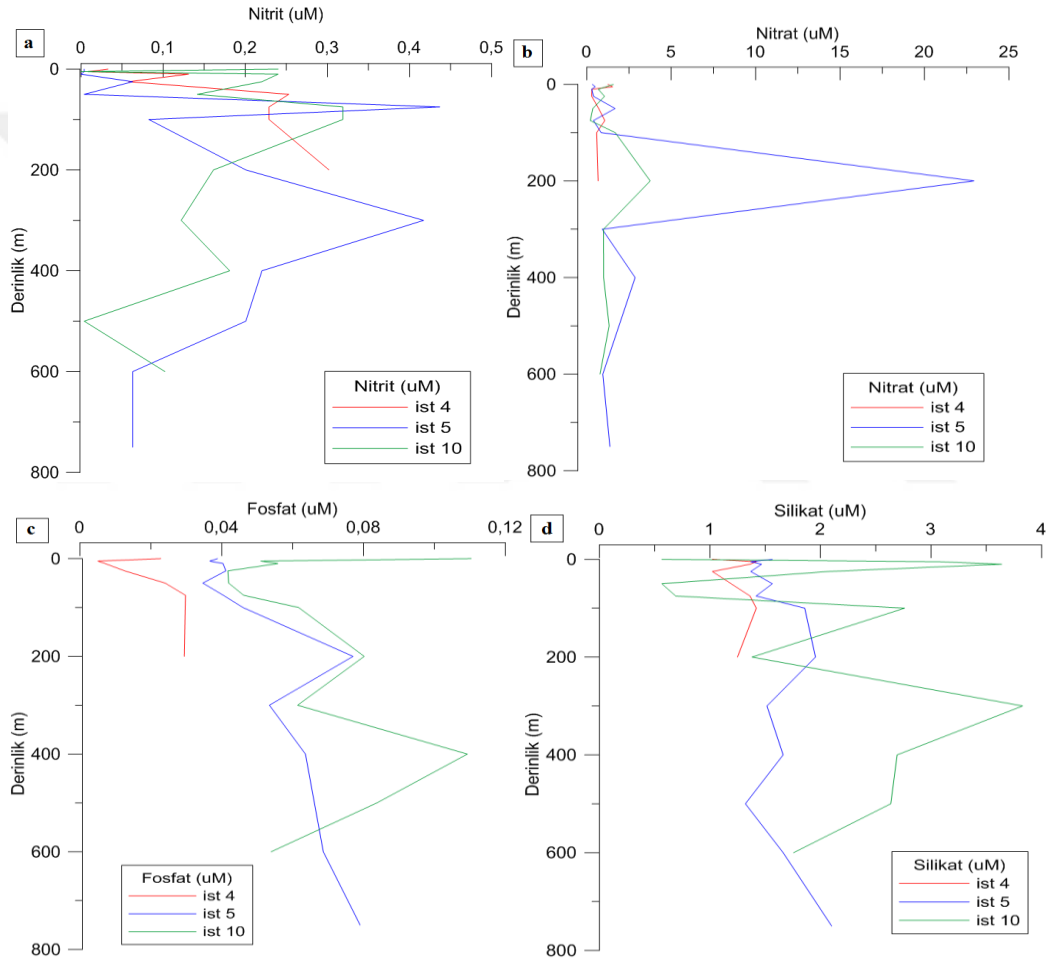 a
Nitrit (uM)
0 0,1 0,2 0,3 0,4 0,5
Derinlik (m)
0
200
400
600
800
Nitrit (uM)
ist 4
ist 5
ist 10
b
Nitrat (uM)
0 5 10 15 20 25
Derinlik (m)
0
200
400
600
800
Nitrat (uM)
ist 4
ist 5
ist 10
c
Fosfat (uM)
0 0,04 0,08 0,12
Derinlik (m)
0
200
400
600
800
Fosfat (uM)
ist 4
ist 5
ist 10
d
Silikat (uM)
0 1 2 3 4
Derinlik (m)
0
200
400
600
800
Silikat (uM)
ist 4
ist 5
ist 10